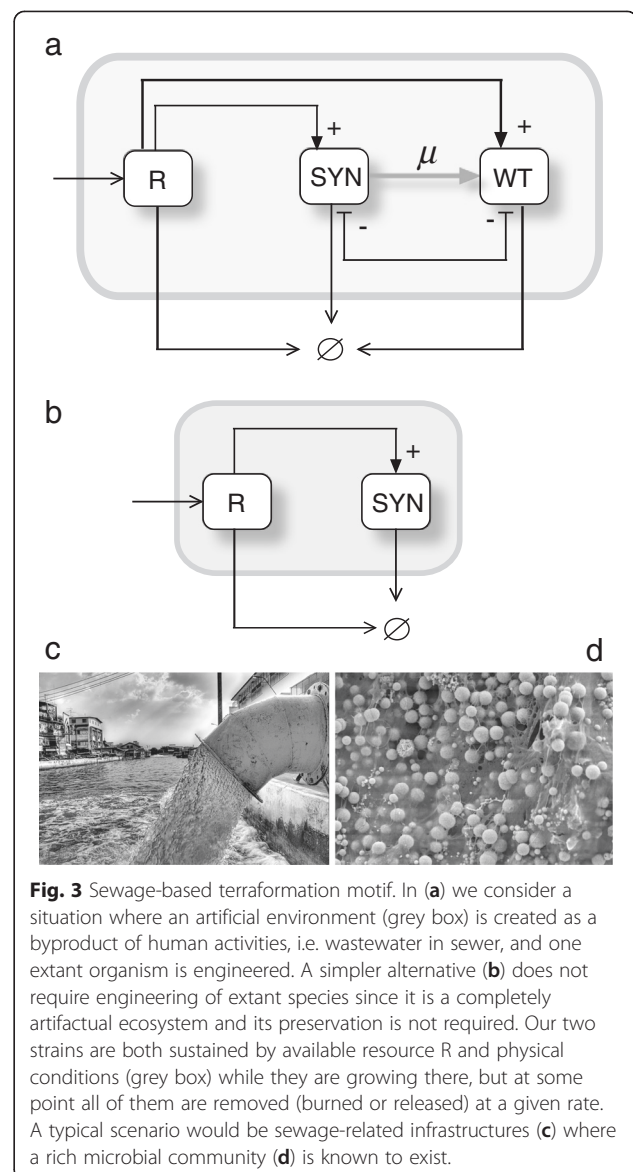 a
+
+
R
SYN
μ
WT
-
-
∅
b
+
R
SYN
∅
c
d
Fig. 3 Sewage-based terraformation motif. In (a) we consider a
situation where an artificial environment (grey box) is created as a
byproduct of human activities, i.e. wastewater in sewer, and one
extant organism is engineered. A simpler alternative (b) does not
require engineering of extant species since it is a completely
artifactual ecosystem and its preservation is not required. Our two
strains are both sustained by available resource R and physical
conditions (grey box) while they are growing there, but at some
point all of them are removed (burned or released) at a given rate.
A typical scenario would be sewage-related infrastructures (c) where
a rich microbial community (d) is known to exist.